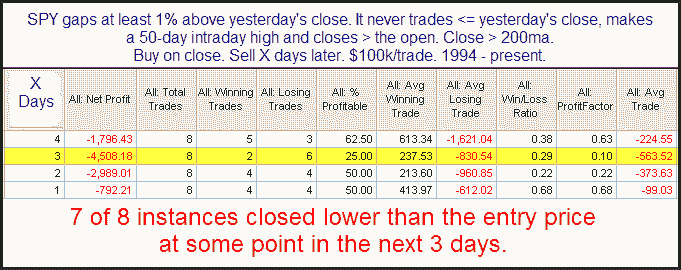 SPY gaps at least 1% above yesterday's close. It never trades <= yesterday's close, makes
a 50-day intraday high and closes > the open. Close > 200ma.
Buy on close. Sell X days later. $100k/trade. 1994 - present.
X Days All: Net Profit All: Total Trades All: Winning Trades All: Losing Trades All: % Profitable All: Avg Winning Trade All: Avg Losing Trade All: Win/Loss Ratio All: ProfitFactor All: Avg Trade
4 -1,796.43 8 5 3 62.50 613.34 -1,621.04 0.38 0.63 -224.55
3 -4,508.18 8 2 6 25.00 237.53 -830.54 0.29 0.10 -563.52
2 -2,989.01 8 4 4 50.00 213.60 -960.85 0.22 0.22 -373.63
1 -792.21 8 4 4 50.00 413.97 -612.02 0.68 0.68 -99.03
7 of 8 instances closed lower than the entry price
at some point in the next 3 days.